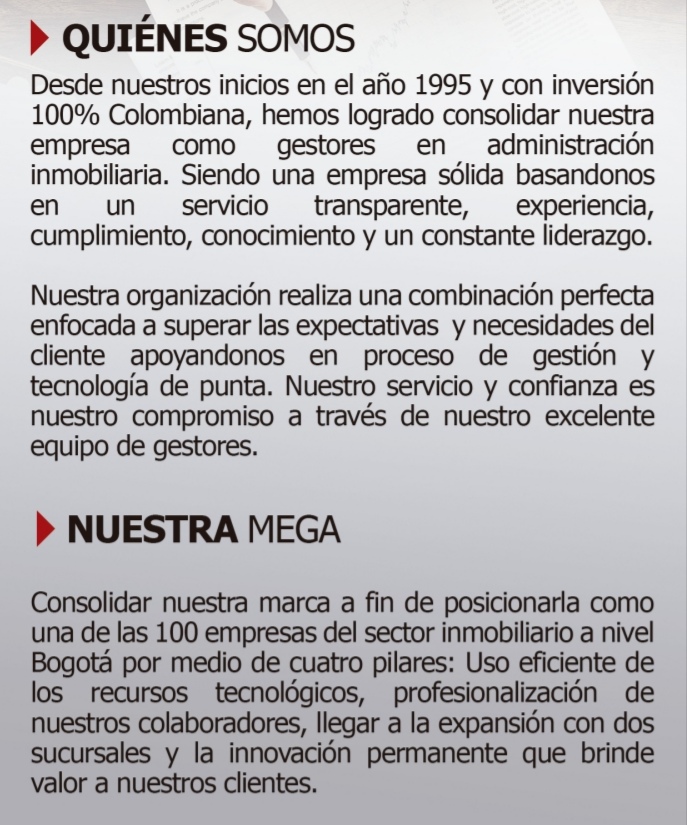 QUIÉNES SOMOS
Desde nuestros inicios en el año 1995 y con inversión
100% Colombiana, hemos logrado consolidar nuestra
empresa como gestores en administración
inmobiliaria. Siendo una empresa sólida basandonos
en un servicio transparente, experiencia,
cumplimiento, conocimiento y un constante liderazgo.
Nuestra organización realiza una combinación perfecta
enfocada a superar las expectativas y necesidades del
cliente apoyandonos en proceso de gestión y
tecnología de punta. Nuestro servicio y confianza es
nuestro compromiso a través de nuestro excelente
equipo de gestores.
NUESTRA MEGA
Consolidar nuestra marca a fin de posicionarla como
una de las 100 empresas del sector inmobiliario a nivel
Bogotá por medio de cuatro pilares: Uso eficiente de
los recursos tecnológicos, profesionalización de
nuestros colaboradores, llegar a la expansión con dos
sucursales y la innovación permanente que brinde
valor a nuestros clientes.